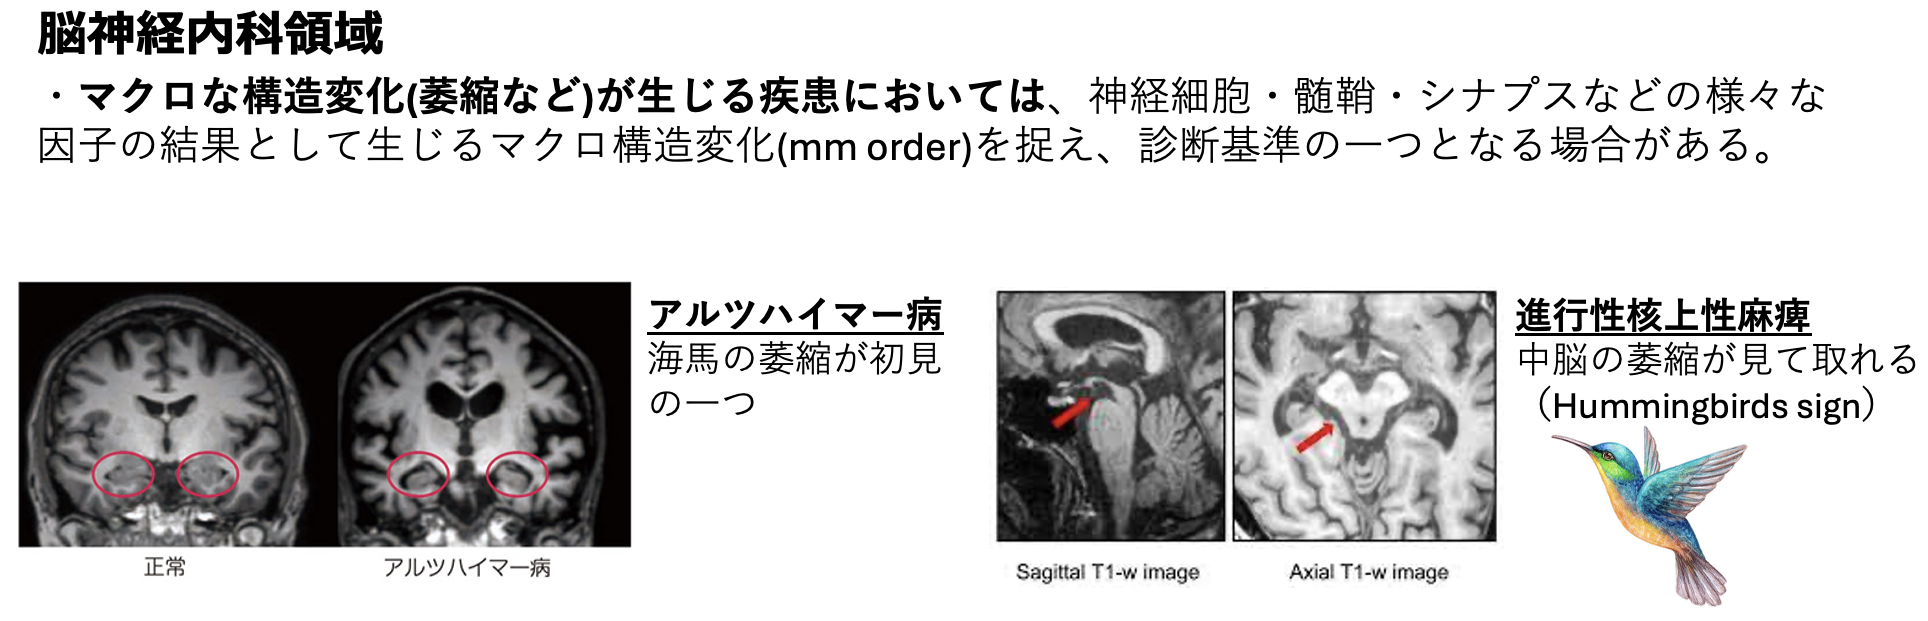 脳神経内科領域
・マクロな構造変化(萎縮など)が生じる疾患においては、神経細胞・髄鞘・シナプスなどの様々な
因子の結果として生じるマクロ構造変化(mm order)を捉え、診断基準の一つとなる場合がある。
アルツハイマー病
海馬の萎縮が初見
の一つ
正常
アルツハイマー病
進行性核上性麻痺
中脳の萎縮が見て取れる
（Hummingbirds sign）
Sagittal T1-w image
Axial T1-w image